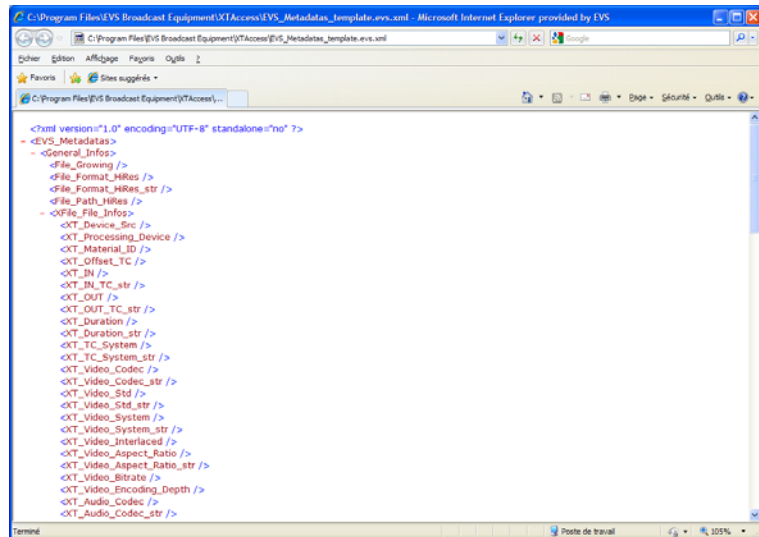 C:\Program Files\EVS Broadcast Equipment\XTAccess\EVS_Metadatas_template.evs.xml - Microsoft Internet Explorer provided by EVS
C:\Program Files\EVS Broadcast Equipment\XTAccess\EVS_Metadatas_template.evs.xml Google
Fichier Edition Affichage Favoris Outils ?
Favoris Sites suggérés
C:\Program Files\EVS Broadcast Equipment\XTAccess\... Page Sécurité Outils
<?xml version="1.0" encoding="UTF-8" standalone="no" ?>
- <EVS_Metadatas>
- <General_Infos>
<File_Growing />
<File_Format_HiRes />
<File_Format_HiRes_str />
<File_Path_HiRes />
- <XFile_File_Infos>
<XT_Device_Src />
<XT_Processing_Device />
<XT_Material_ID />
<XT_Offset_TC />
<XT_IN />
<XT_IN_TC_str />
<XT_OUT />
<XT_OUT_TC_str />
<XT_Duration />
<XT_Duration_str />
<XT_TC_System />
<XT_TC_System_str />
<XT_Video_Codec />
<XT_Video_Codec_str />
<XT_Video_Std />
<XT_Video_Std_str />
<XT_Video_System />
<XT_Video_System_str />
<XT_Video_Interlaced />
<XT_Video_Aspect_Ratio />
<XT_Video_Aspect_Ratio_str />
<XT_Video_Bitrate />
<XT_Video_Encoding_Depth />
<XT_Audio_Codec />
<XT_Audio_Codec_str />
Terminé Poste de travail 105%